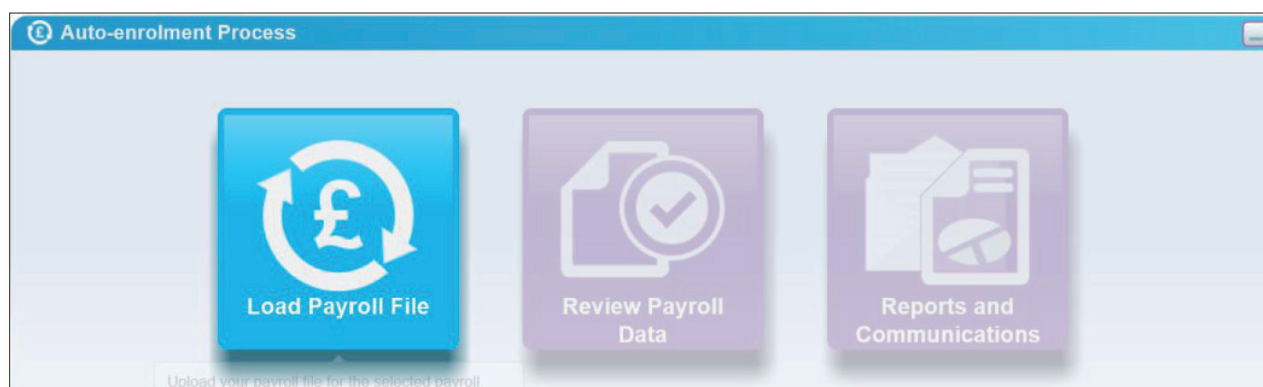 £ Auto-enrolment Process
£
Load Payroll File
Review Payroll
Data
Reports and
Communications
Upload your payroll file for the selected payroll